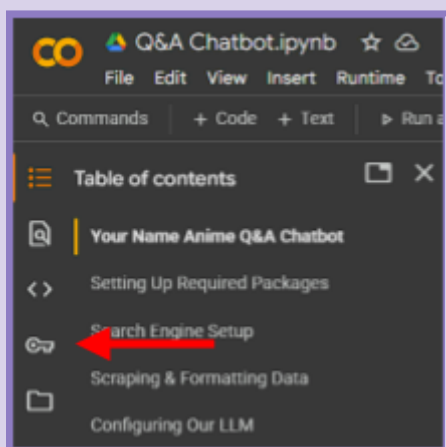 CO Q&A Chatbot.ipynb
File Edit View Insert Runtime To
Commands + Code + Text Run a
Table of contents
Your Name Anime Q&A Chatbot
Setting Up Required Packages
Search Engine Setup
Scraping & Formatting Data
Configuring Our LLM